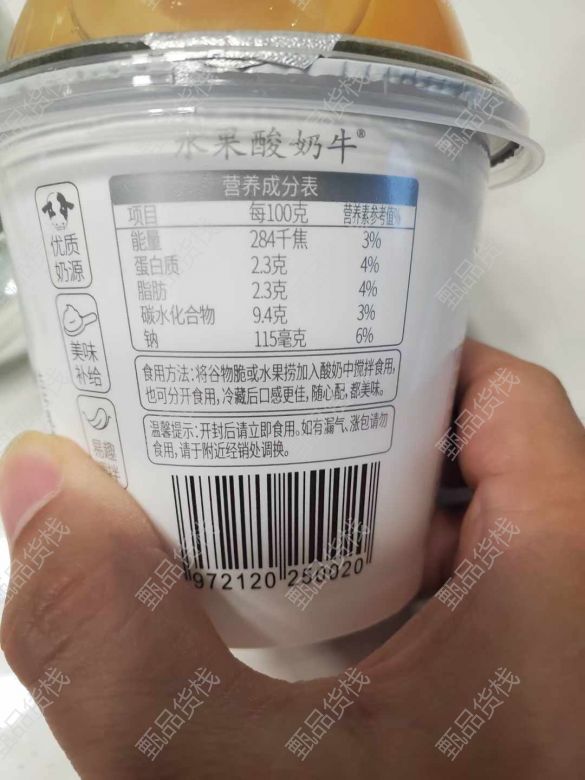 水果酸奶牛®
营养成分表
项目 每100克 营养素参考值%
能量 284千焦 3%
蛋白质 2.3克 4%
脂肪 2.3克 4%
碳水化合物 9.4克 3%
钠 115毫克 6%
优质
奶源
美味
补给
易趣
食用方法:将谷物脆或水果捞加入酸奶中搅拌食用,
也可分开食用,冷藏后口感更佳,随心配,都美味。
温馨提示:开封后请立即食用。如有漏气、涨包请勿
食用,请于附近经销处调换。
972120 250020
甄品货栈